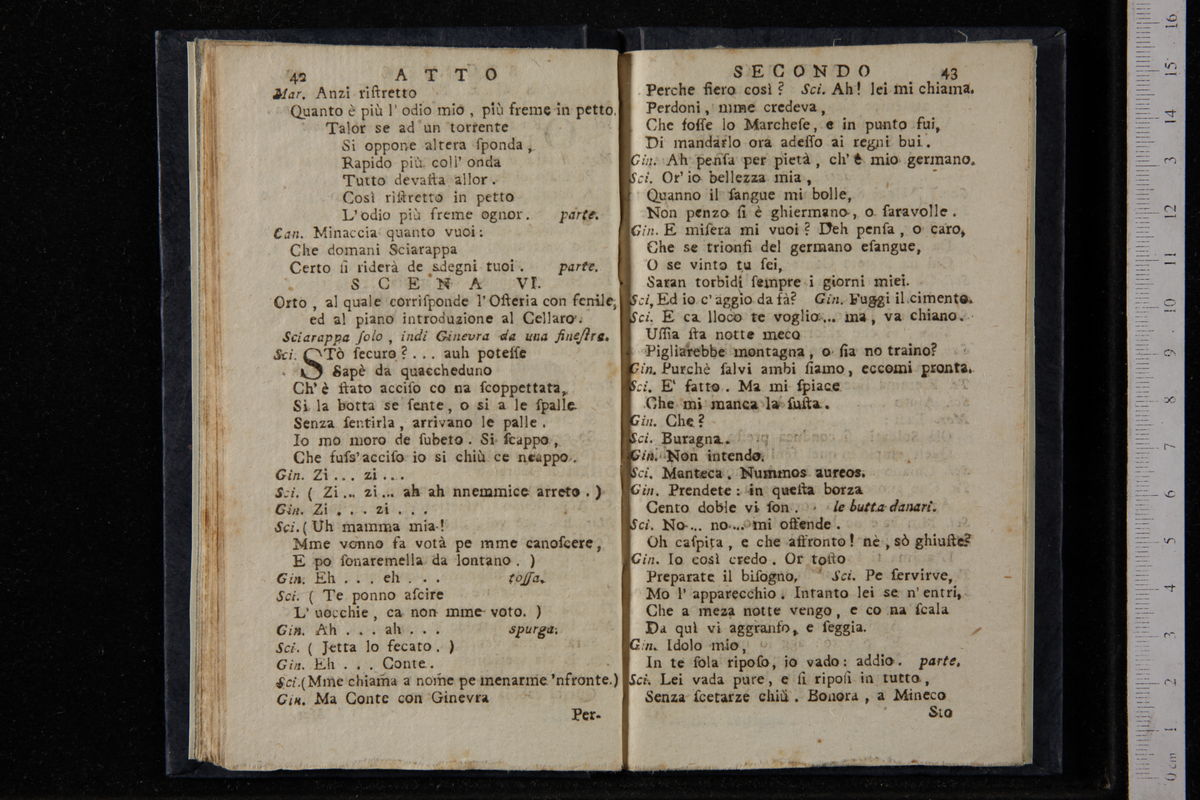 42 ATTO
Mar. Anzi riſtretto
Quanto è più l' odio mio , più freme in petto.
Talor se ad un torrente
Si oppone altera ſponda ,
Rapido più coll' onda
Tutto devaſta allor .
Così riſtretto in petto
L' odio più freme ognor . parte.
Can. Minaccia quanto vuoi :
Che domani Sciarappa
Certo ſi riderà de sdegni tuoi . parte.
SCENA VI.
Orto , al quale corriſponde l'Oſteria con fenile,
ed al piano introduzione al Cellaro .
Sciarappa ſolo , indi Ginevra da una fineſtra.
Sci. STò ſecuro ? . . . auh poteſſe
Sapè da quaccheduno
Ch' è ſtato acciſo co na ſcoppettata,
Si la botta se ſente , o si a le ſpalle
Senza ſentirla , arrivano le palle .
Io mo moro de ſubeto . Si ſcappo ,
Che fuſs' acciſo io si chiù ce neappo .
Gin. Zi . . . zi . . .
Sci. ( Zi ... zi ... ah ah nnemmice arreto . )
Gin. Zi . . . zi . . .
Sci. ( Uh mamma mia !
Mme vonno fa votà pe mme canoſcere,
E po ſonaremella da lontano . )
Gin. Eh . . . eh . . . toſſa.
Sci. ( Te ponno aſcire
L' uocchie , ca non mme voto. )
Gin. Ah . . . ah . . . spurga.
Sci. ( Jetta lo fecato . )
Gin. Eh . . . Conte .
Sci.(Mme chiama a nome pe menarme 'nfronte.)
Gin. Ma Conte con Ginevra
Per-
SECONDO 43
Perche fiero così ? Sci. Ah ! lei mi chiama.
Perdoni , mme credeva ,
Che foſſe lo Marcheſe, e in punto fui,
Di mandarlo ora adeſſo ai regni bui .
Gin. Ah penſa per pietà , ch' è mio germano.
Sci. Or' io bellezza mia ,
Quanno il ſangue mi bolle,
Non penzo ſi è ghiermano , o ſaravolle .
Gin. E miſera mi vuoi ? Deh penſa , o caro,
Che se trionfi del germano eſangue,
O se vinto tu ſei,
Saran torbidi ſempre i giorni miei.
Sci. Ed io c'aggio da fà? Gin. Fuggi il cimento.
Sci. E ca lloco te voglio ... ma , va chiano .
Uſſia ſta notte meco
Pigliarebbe montagna , o ſia no traino?
Gin. Purchè ſalvi ambi ſiamo , eccomi pronta.
Sci. E' fatto . Ma mi ſpiace
Che mi manca la ſuſta .
Gin. Che ?
Sci. Buragna .
Gin. Non intendo.
Sci. Manteca . Nummos aureos.
Gin. Prendete : in queſta borza
Cento doble vi ſon . le butta danari.
Sci. No ... no ... mi offende .
Oh caſpita , e che affronto ! nè , sò ghiuſte?
Gin. Io così credo . Or toſto
Preparate il biſogno. Sci. Pe ſervirve,
Mo l' apparecchio . Intanto lei se n' entri,
Che a meza notte vengo , e co na ſcala
Da quì vi aggranfo , e ſeggia.
Gin. Idolo mio,
In te ſola ripoſo, io vado : addio . parte.
Sci. Lei vada pure, e ſi ripoſi in tutto ,
Senza ſcetarze chiù . Bonora , a Mineco
Sto